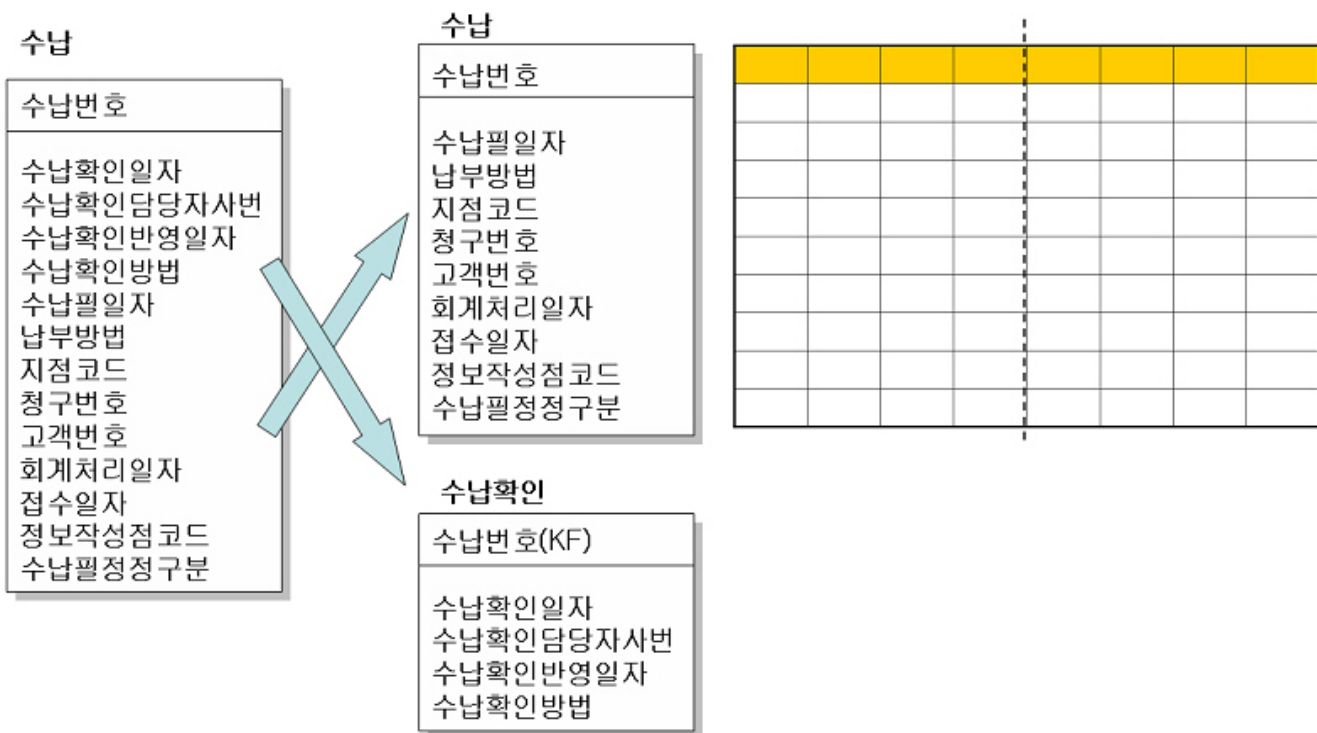 수납
수납번호
수납확인일자
수납확인담당자사번
수납확인반영일자
수납확인방법
수납필일자
납부방법
지점코드
청구번호
고객번호
회계처리일자
접수일자
정보작성점코드
수납필정정구분
수납
수납번호
수납필일자
납부방법
지점코드
청구번호
고객번호
회계처리일자
접수일자
정보작성점코드
수납필정정구분
수납확인
수납번호(KF)
수납확인일자
수납확인담당자사번
수납확인반영일자
수납확인방법